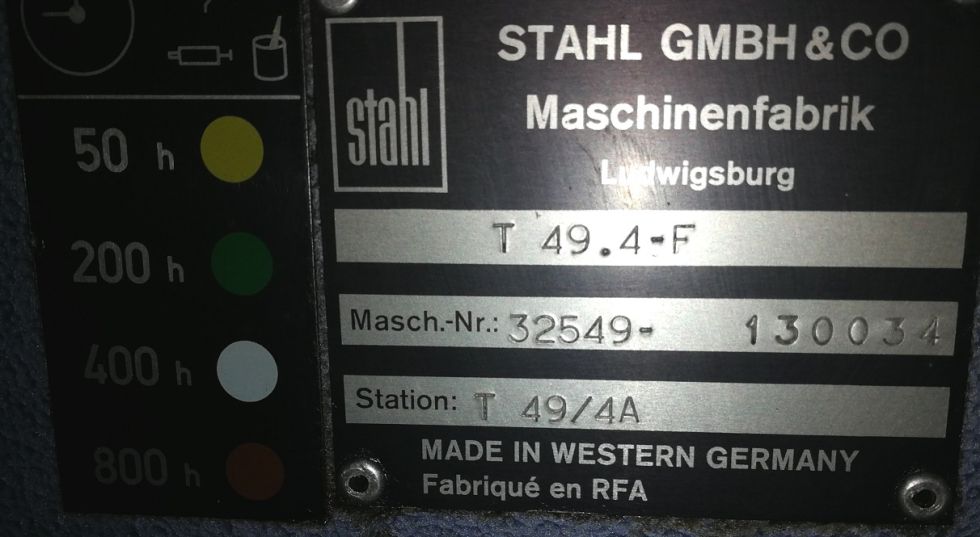 50 h
200 h
400 h
800 h
stahl
STAHL GMBH & CO
Maschinenfabrik
Ludwigsburg
T 49.4-F
Masch.-Nr.: 32549- 130034
Station: T 49/4A
MADE IN WESTERN GERMANY
Fabriqué en RFA